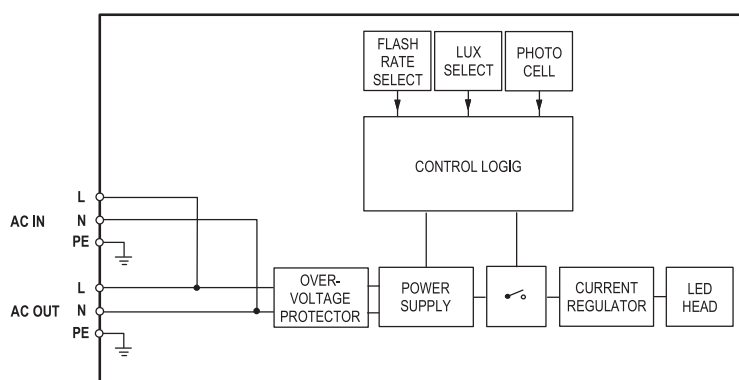 FLASH
RATE
SELECT
LUX
SELECT
PHOTO
CELL
CONTROL LOGIG
L
AC IN
N
PE
L
AC OUT
N
PE
OVER-
VOLTAGE
PROTECTOR
POWER
SUPPLY
CURRENT
REGULATOR
LED
HEAD